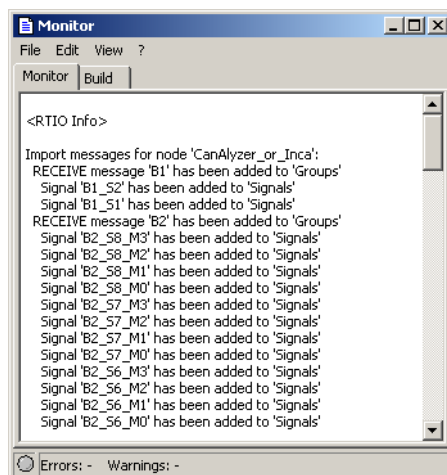 Monitor
File Edit View ?
Monitor Build
<RTIO Info>
Import messages for node 'CanAlyzer_or_Inca':
RECEIVE message 'B1' has been added to 'Groups'
Signal 'B1_S2' has been added to 'Signals'
Signal 'B1_S1' has been added to 'Signals'
RECEIVE message 'B2' has been added to 'Groups'
Signal 'B2_S8_M3' has been added to 'Signals'
Signal 'B2_S8_M2' has been added to 'Signals'
Signal 'B2_S8_M1' has been added to 'Signals'
Signal 'B2_S8_M0' has been added to 'Signals'
Signal 'B2_S7_M3' has been added to 'Signals'
Signal 'B2_S7_M2' has been added to 'Signals'
Signal 'B2_S7_M1' has been added to 'Signals'
Signal 'B2_S7_M0' has been added to 'Signals'
Signal 'B2_S6_M3' has been added to 'Signals'
Signal 'B2_S6_M2' has been added to 'Signals'
Signal 'B2_S6_M1' has been added to 'Signals'
Signal 'B2_S6_M0' has been added to 'Signals'
Errors: - Warnings: -